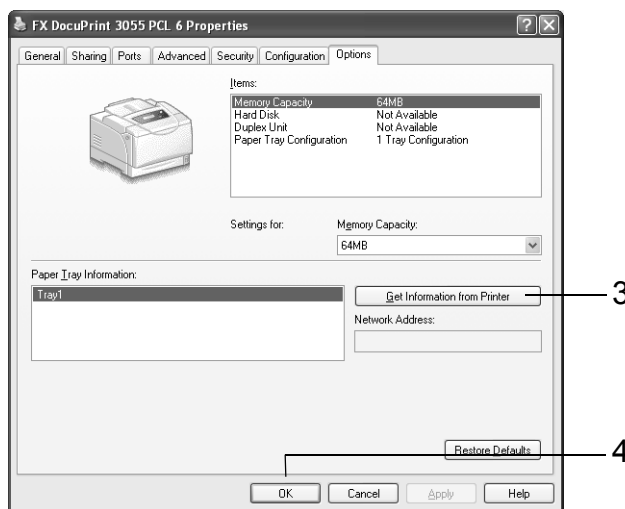 FX DocuPrint 3055 PCL 6 Properties
General Sharing Ports Advanced Security Configuration Options
Items:
Memory Capacity 64MB
Hard Disk Not Available
Duplex Unit Not Available
Paper Tray Configuration 1 Tray Configuration
Settings for: Memory Capacity:
64MB
Paper Tray Information:
Tray1
Get Information from Printer 3
Network Address:
Restore Defaults 4
OK Cancel Apply Help